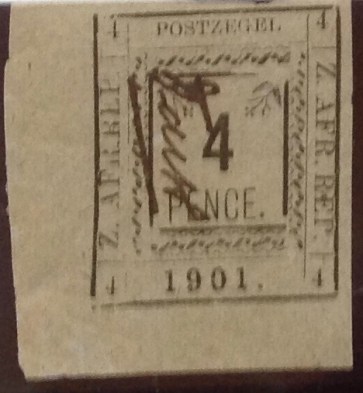 4 POSTZEGEL 4
Z. AFR. REP.
4
PENCE.
Z. AFR. REP.
4 1901. 4